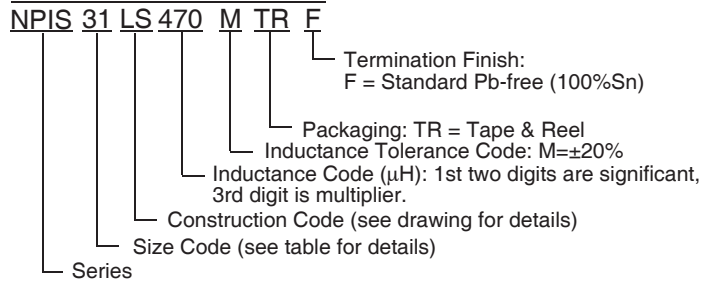 NPIS 31 LS 470 M TR F
Termination Finish:
F = Standard Pb-free (100%Sn)
Packaging: TR = Tape & Reel
Inductance Tolerance Code: M=±20%
Inductance Code (μH): 1st two digits are significant,
3rd digit is multiplier.
Construction Code (see drawing for details)
Size Code (see table for details)
Series